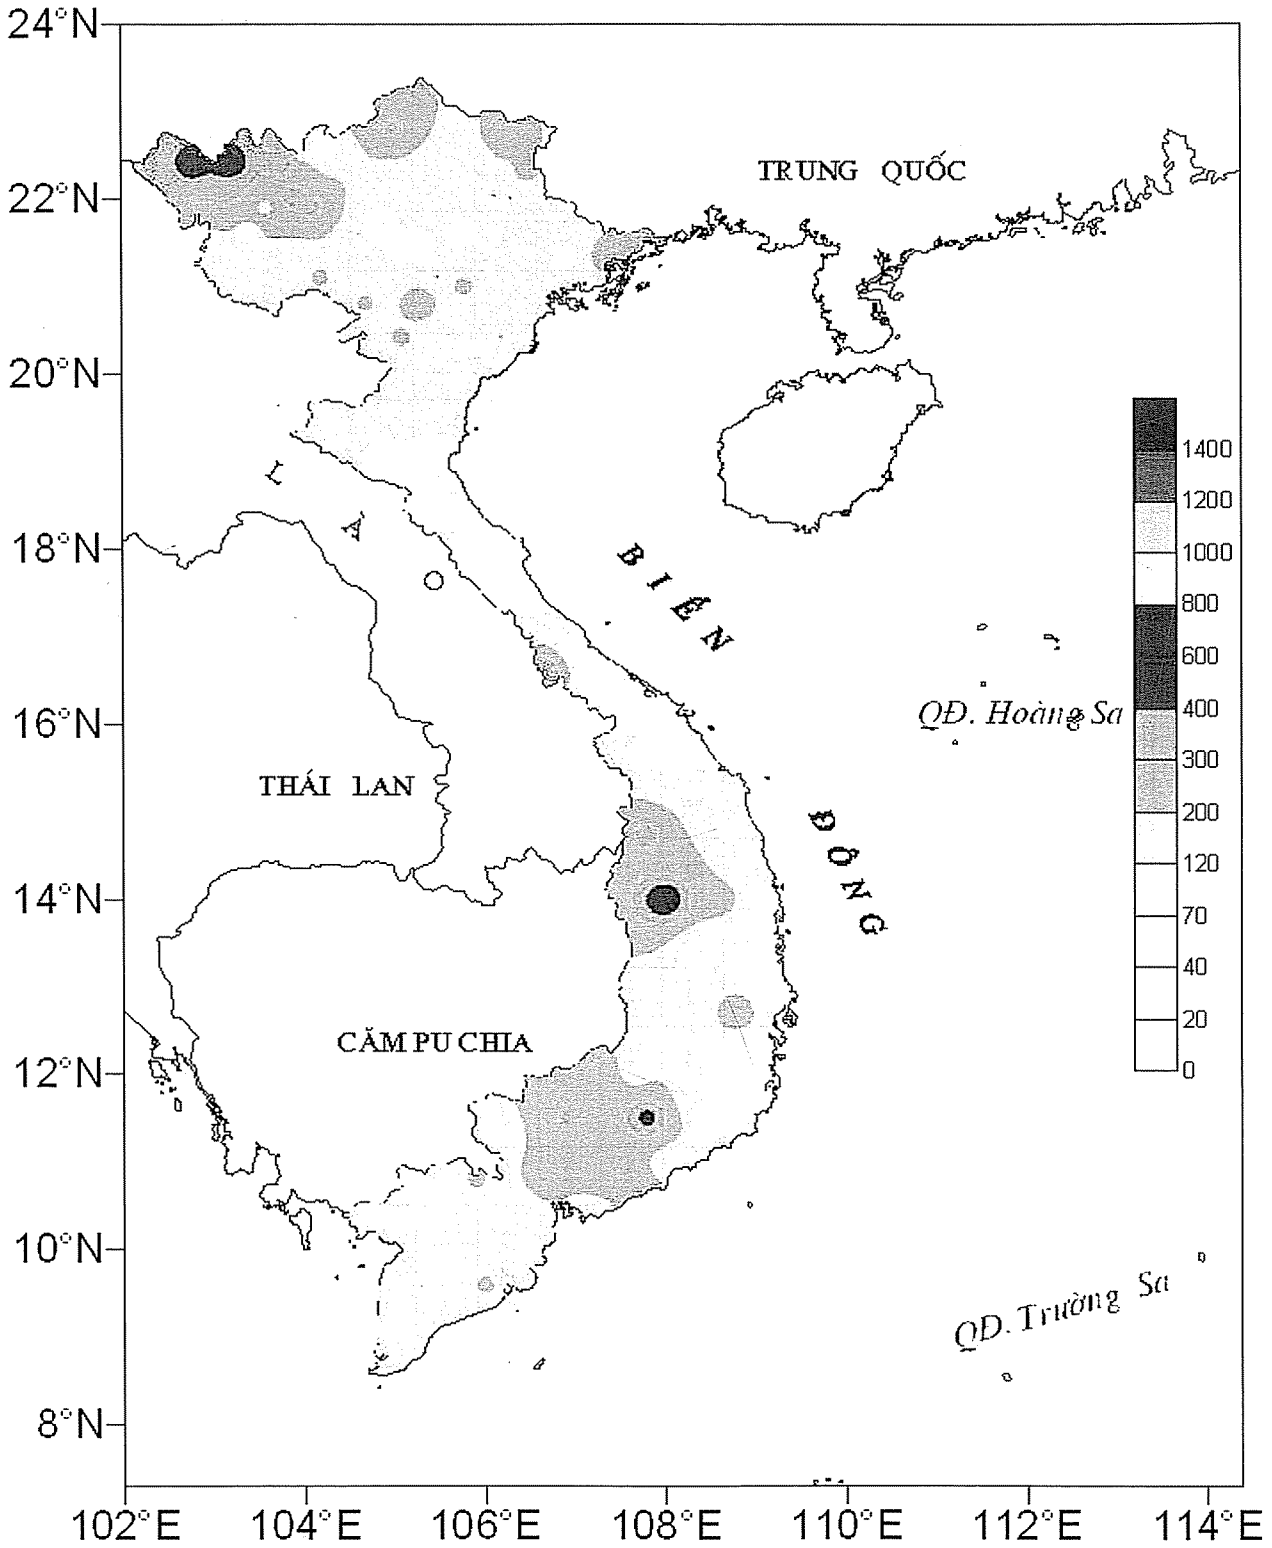 24°N
22°N
20°N
18°N
16°N
14°N
12°N
10°N
8°N
TRUNG QUỐC
L
A
O
BIÉN
QĐ. Hoàng Sa
THÁI LAN
ĐÔNG
CĂM PU CHIA
QĐ. Trường Sa
1400
1200
1000
800
600
400
300
200
120
70
40
20
0
102°E
104°E
106°E
108°E
110°E
112°E
114°E